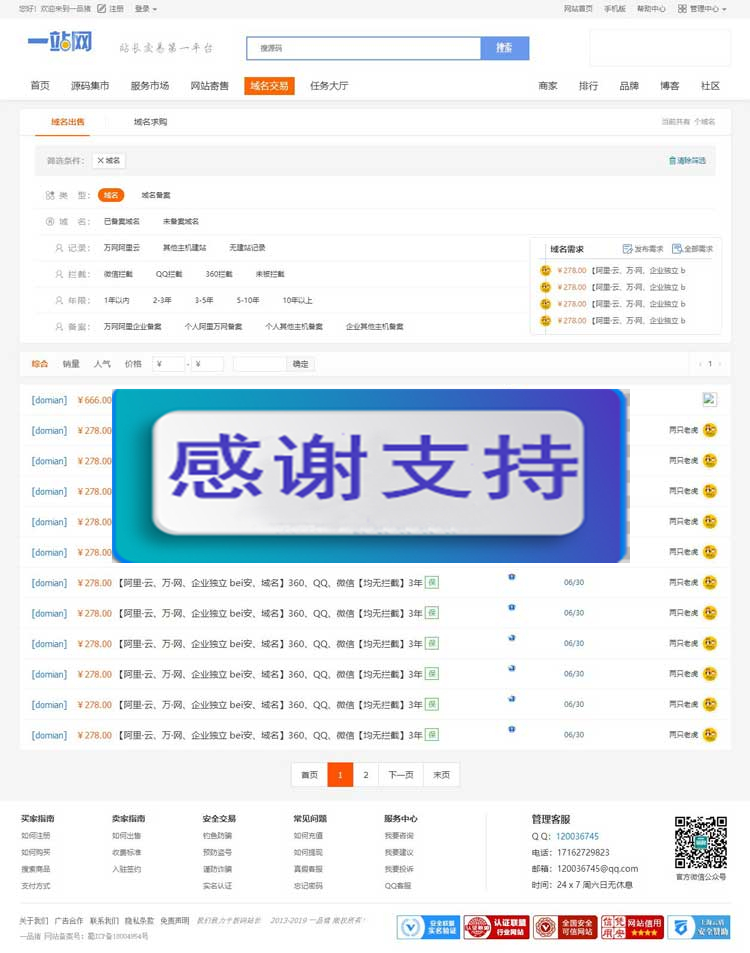 您好！欢迎来到一品猪 注册 登录
网站首页 手机版 帮助中心 管理中心
一站网 站长交易第一平台 搜源码 搜索
首页 源码集市 服务市场 网站寄售 域名交易 任务大厅 商家 排行 品牌 博客 社区
域名出售 域名求购 当前共有 个域名
筛选条件： ✕ 域名 清除筛选
类 型： 域名 域名备案
域 名： 已备案域名 未备案域名
记录： 万网阿里云 其他主机建站 无建站记录
拦截： 微信拦截 QQ拦截 360拦截 未被拦截
年限： 1年以内 2-3年 3-5年 5-10年 10年以上
备案： 万网阿里企业备案 个人阿里万网备案 个人其他主机备案 企业其他主机备案
域名需求 发布需求 全部需求
￥278.00 【阿里·云、万·网、企业独立 b
￥278.00 【阿里·云、万·网、企业独立 b
￥278.00 【阿里·云、万·网、企业独立 b
￥278.00 【阿里·云、万·网、企业独立 b
综合 销量 人气 价格 ¥ - ¥ 确定 ‹ 1 ›
[domian] ￥666.00
[domian] ￥278.00 两只老虎
[domian] ￥278.00 两只老虎
[domian] ￥278.00 两只老虎
[domian] ￥278.00 两只老虎
[domian] ￥278.00 两只老虎
感谢支持
[domian] ￥278.00 【阿里·云、万·网、企业独立 bei安、域名】360、QQ、微信【均无拦截】3年 保 06/30 两只老虎
[domian] ￥278.00 【阿里·云、万·网、企业独立 bei安、域名】360、QQ、微信【均无拦截】3年 保 06/30 两只老虎
[domian] ￥278.00 【阿里·云、万·网、企业独立 bei安、域名】360、QQ、微信【均无拦截】3年 保 06/30 两只老虎
[domian] ￥278.00 【阿里·云、万·网、企业独立 bei安、域名】360、QQ、微信【均无拦截】3年 保 06/30 两只老虎
[domian] ￥278.00 【阿里·云、万·网、企业独立 bei安、域名】360、QQ、微信【均无拦截】3年 保 06/30 两只老虎
[domian] ￥278.00 【阿里·云、万·网、企业独立 bei安、域名】360、QQ、微信【均无拦截】3年 保 06/30 两只老虎
首页 1 2 下一页 末页
买家指南 卖家指南 安全交易 常见问题 服务中心 管理客服
如何注册 如何出售 钓鱼防骗 如何充值 我要咨询 Q Q： 120036745
如何购买 收费标准 预防盗号 如何提现 我要建议 电话：17162729823
搜索商品 入驻签约 谨防诈骗 真假客服 我要投诉 邮箱：120036745@qq.com
支付方式 实名认证 忘记密码 QQ客服 时间：24 x 7 周六日无休息
官方微信公众号
关于我们 广告合作 联系我们 隐私条款 免责声明 我们致力于新网站长 2013-2019 一品猪 版权所有
一品猪 网站备案号：蜀ICP备18004954号
安全联盟 实名验证
认证联盟 行业网站
全国安全 可信网站
网站信用
上海云盾 安全赞助